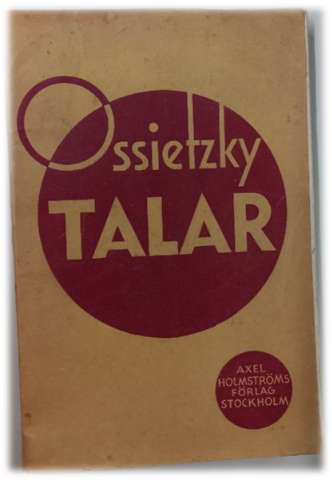 Ossietzky
TALAR
AXEL
HOLMSTRÖMS
FÖRLAG
STOCKHOLM